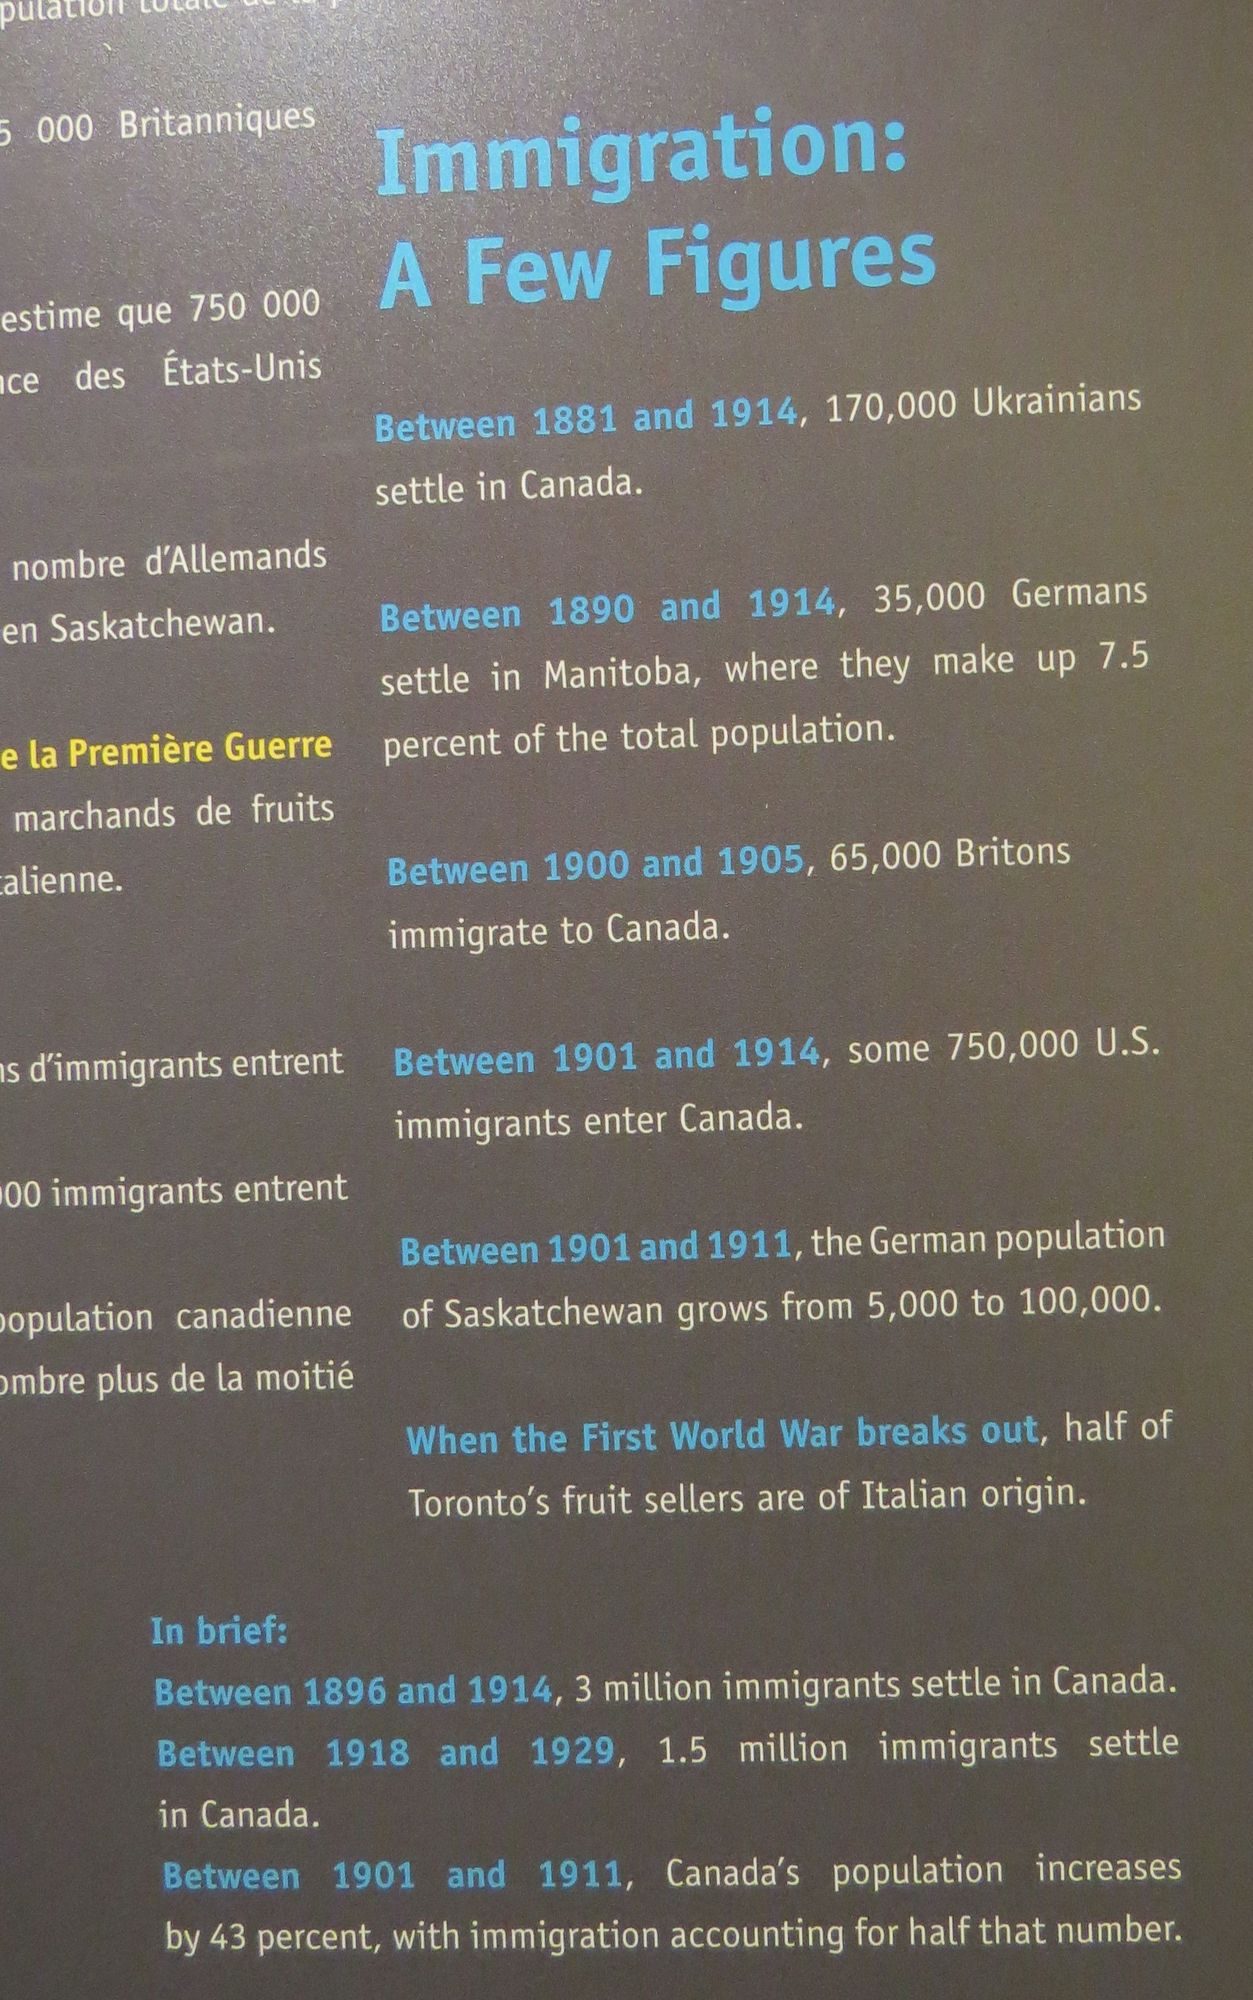 5 000 Britanniques
estime que 750 000
des États-Unis
nombre d'Allemands
en Saskatchewan.
la Première Guerre
marchands de fruits
d'immigrants entrent
immigrants entrent
population canadienne
plus de la moitié
Immigration:
A Few Figures
Between 1881 and 1914, 170,000 Ukrainians
settle in Canada.
Between 1890 and 1914, 35,000 Germans
settle in Manitoba, where they make up 7.5
percent of the total population.
Between 1900 and 1905, 65,000 Britons
immigrate to Canada.
Between 1901 and 1914, some 750,000 U.S.
immigrants enter Canada.
Between 1901 and 1911, the German population
of Saskatchewan grows from 5,000 to 100,000.
When the First World War breaks out, half of
Toronto's fruit sellers are of Italian origin.
In brief:
Between 1896 and 1914, 3 million immigrants settle in Canada.
Between 1918 and 1929, 1.5 million immigrants settle
in Canada.
Between 1901 and 1911, Canada's population increases
by 43 percent, with immigration accounting for half that number.